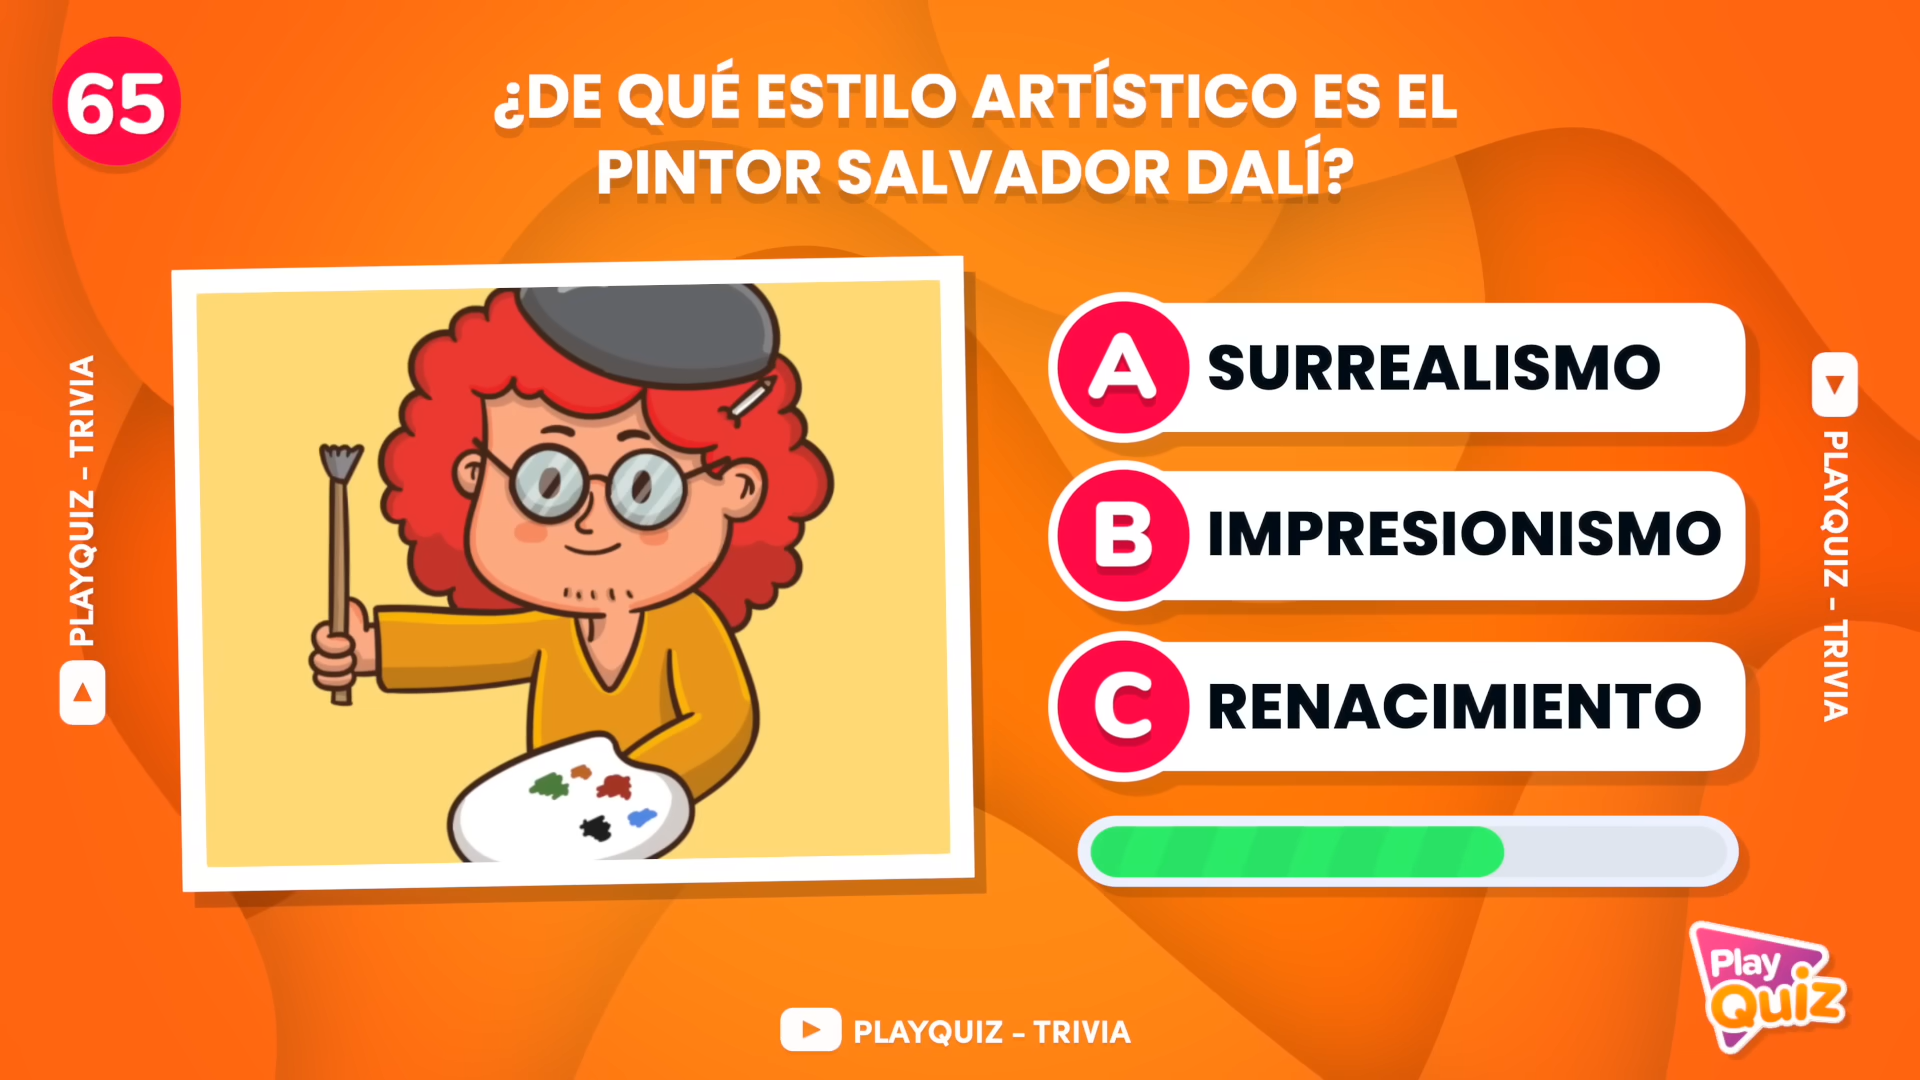 65
¿DE QUÉ ESTILO ARTÍSTICO ES EL
PINTOR SALVADOR DALÍ?
A SURREALISMO
B IMPRESIONISMO
C RENACIMIENTO
PLAYQUIZ - TRIVIA
PLAYQUIZ - TRIVIA
PLAYQUIZ - TRIVIA
Play
Quiz